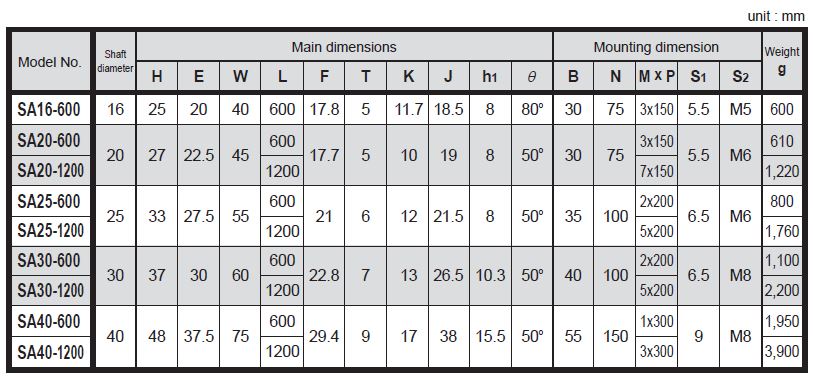 unit : mm
Model No. Shaft diameter Main dimensions Mounting dimension Weight g
H E W L F T K J h1 θ B N M x P S1 S2
SA16-600 16 25 20 40 600 17.8 5 11.7 18.5 8 80° 30 75 3x150 5.5 M5 600
SA20-600 20 27 22.5 45 600 17.7 5 10 19 8 50° 30 75 3x150 5.5 M6 610
SA20-1200 1200 7x150 1,220
SA25-600 25 33 27.5 55 600 21 6 12 21.5 8 50° 35 100 2x200 6.5 M6 800
SA25-1200 1200 5x200 1,760
SA30-600 30 37 30 60 600 22.8 7 13 26.5 10.3 50° 40 100 2x200 6.5 M8 1,100
SA30-1200 1200 5x200 2,200
SA40-600 40 48 37.5 75 600 29.4 9 17 38 15.5 50° 55 150 1x300 9 M8 1,950
SA40-1200 1200 3x300 3,900